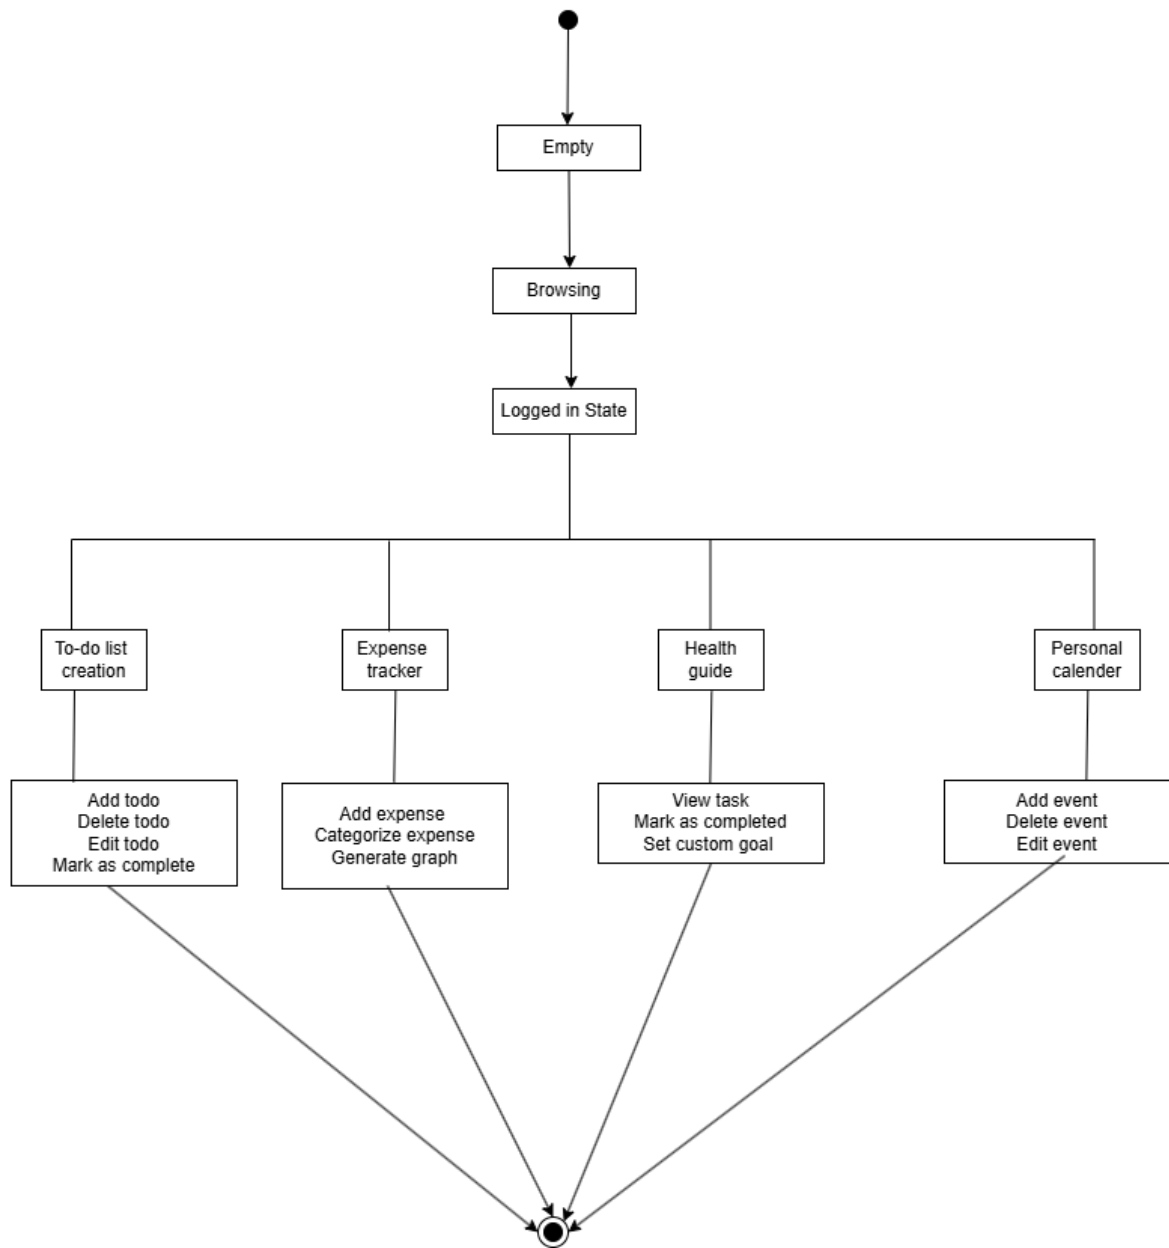 Empty
Browsing
Logged in State
To-do list
creation
Expense
tracker
Health
guide
Personal
calender
Add todo
Delete todo
Edit todo
Mark as complete
Add expense
Categorize expense
Generate graph
View task
Mark as completed
Set custom goal
Add event
Delete event
Edit event